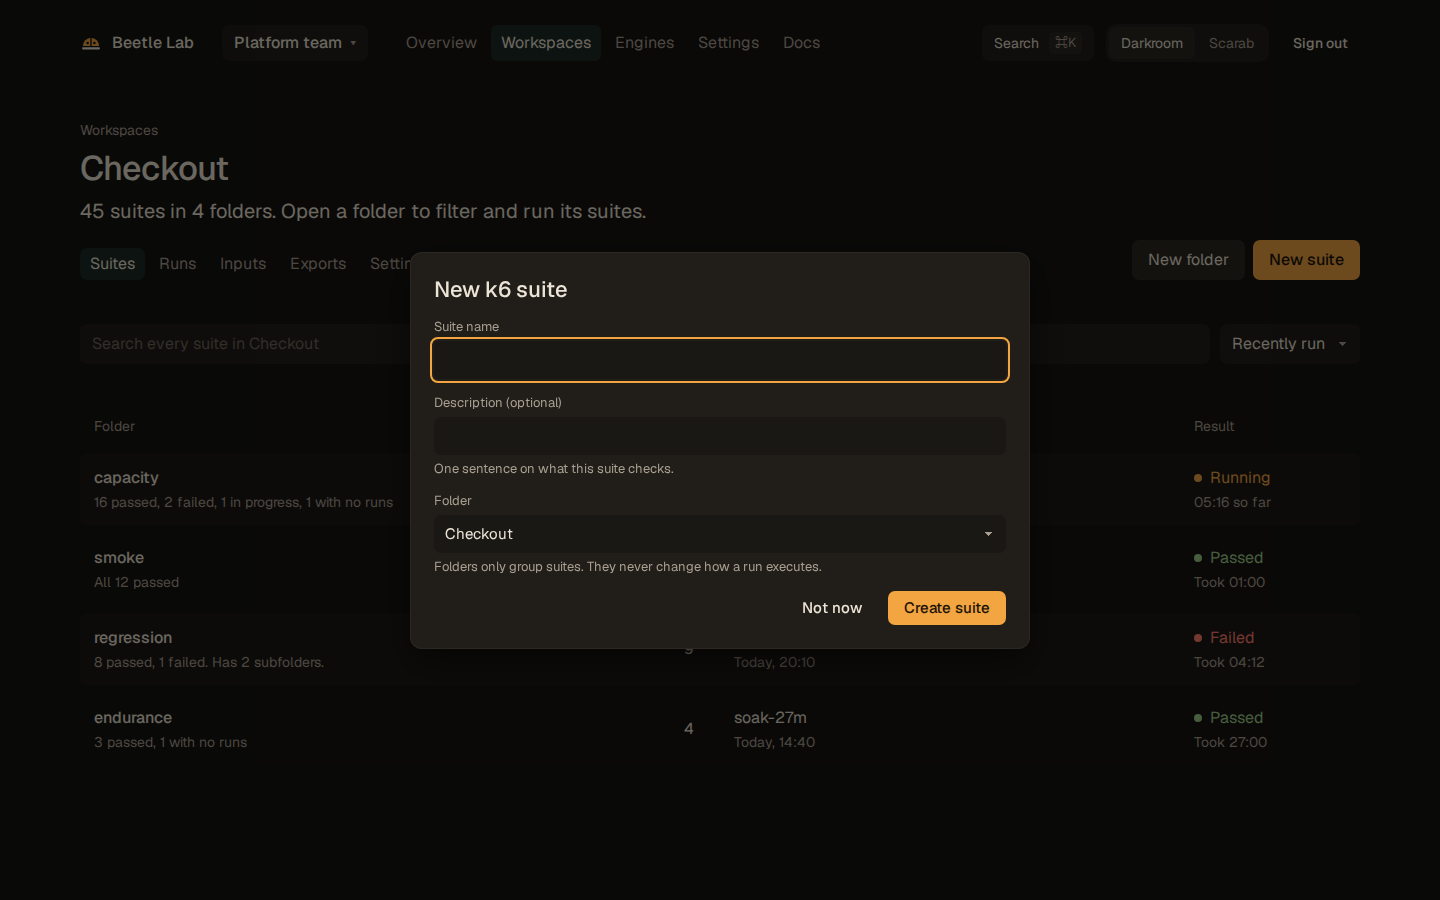 Beetle Lab
Platform team
Overview
Workspaces
Engines
Settings
Docs
Search ⌘K
Darkroom
Scarab
Sign out
Workspaces
Checkout
45 suites in 4 folders. Open a folder to filter and run its suites.
Suites
Runs
Inputs
Exports
New folder
New suite
Search every suite in Checkout
Recently run
Folder
Result
capacity
16 passed, 2 failed, 1 in progress, 1 with no runs
Running
05:16 so far
smoke
All 12 passed
Passed
Took 01:00
regression
8 passed, 1 failed. Has 2 subfolders.
Today, 20:10
Failed
Took 04:12
endurance
3 passed, 1 with no runs
4
soak-27m
Today, 14:40
Passed
Took 27:00
New k6 suite
Suite name
Description (optional)
One sentence on what this suite checks.
Folder
Checkout
Folders only group suites. They never change how a run executes.
Not now
Create suite